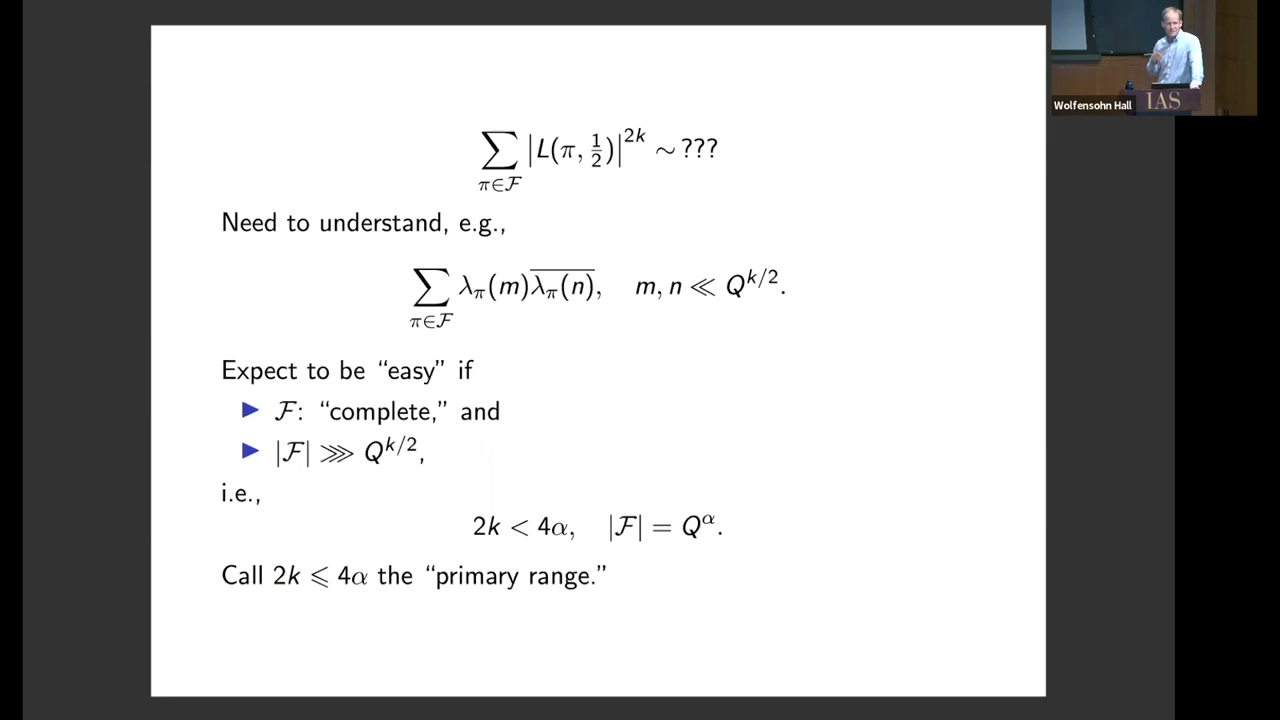 ∑_{π∈𝓕} |L(π, ½)|^{2k} ∼ ???
Need to understand, e.g.,
∑_{π∈𝓕} λ_π(m)\overline{λ_π(n)},  m, n ≪ Q^{k/2}.
Expect to be “easy” if
▶ 𝓕: “complete,” and
▶ |𝓕| ⋙ Q^{k/2},
i.e.,
2k < 4α,  |𝓕| = Q^α.
Call 2k ⩽ 4α the “primary range.”
Wolfensohn Hall
IAS